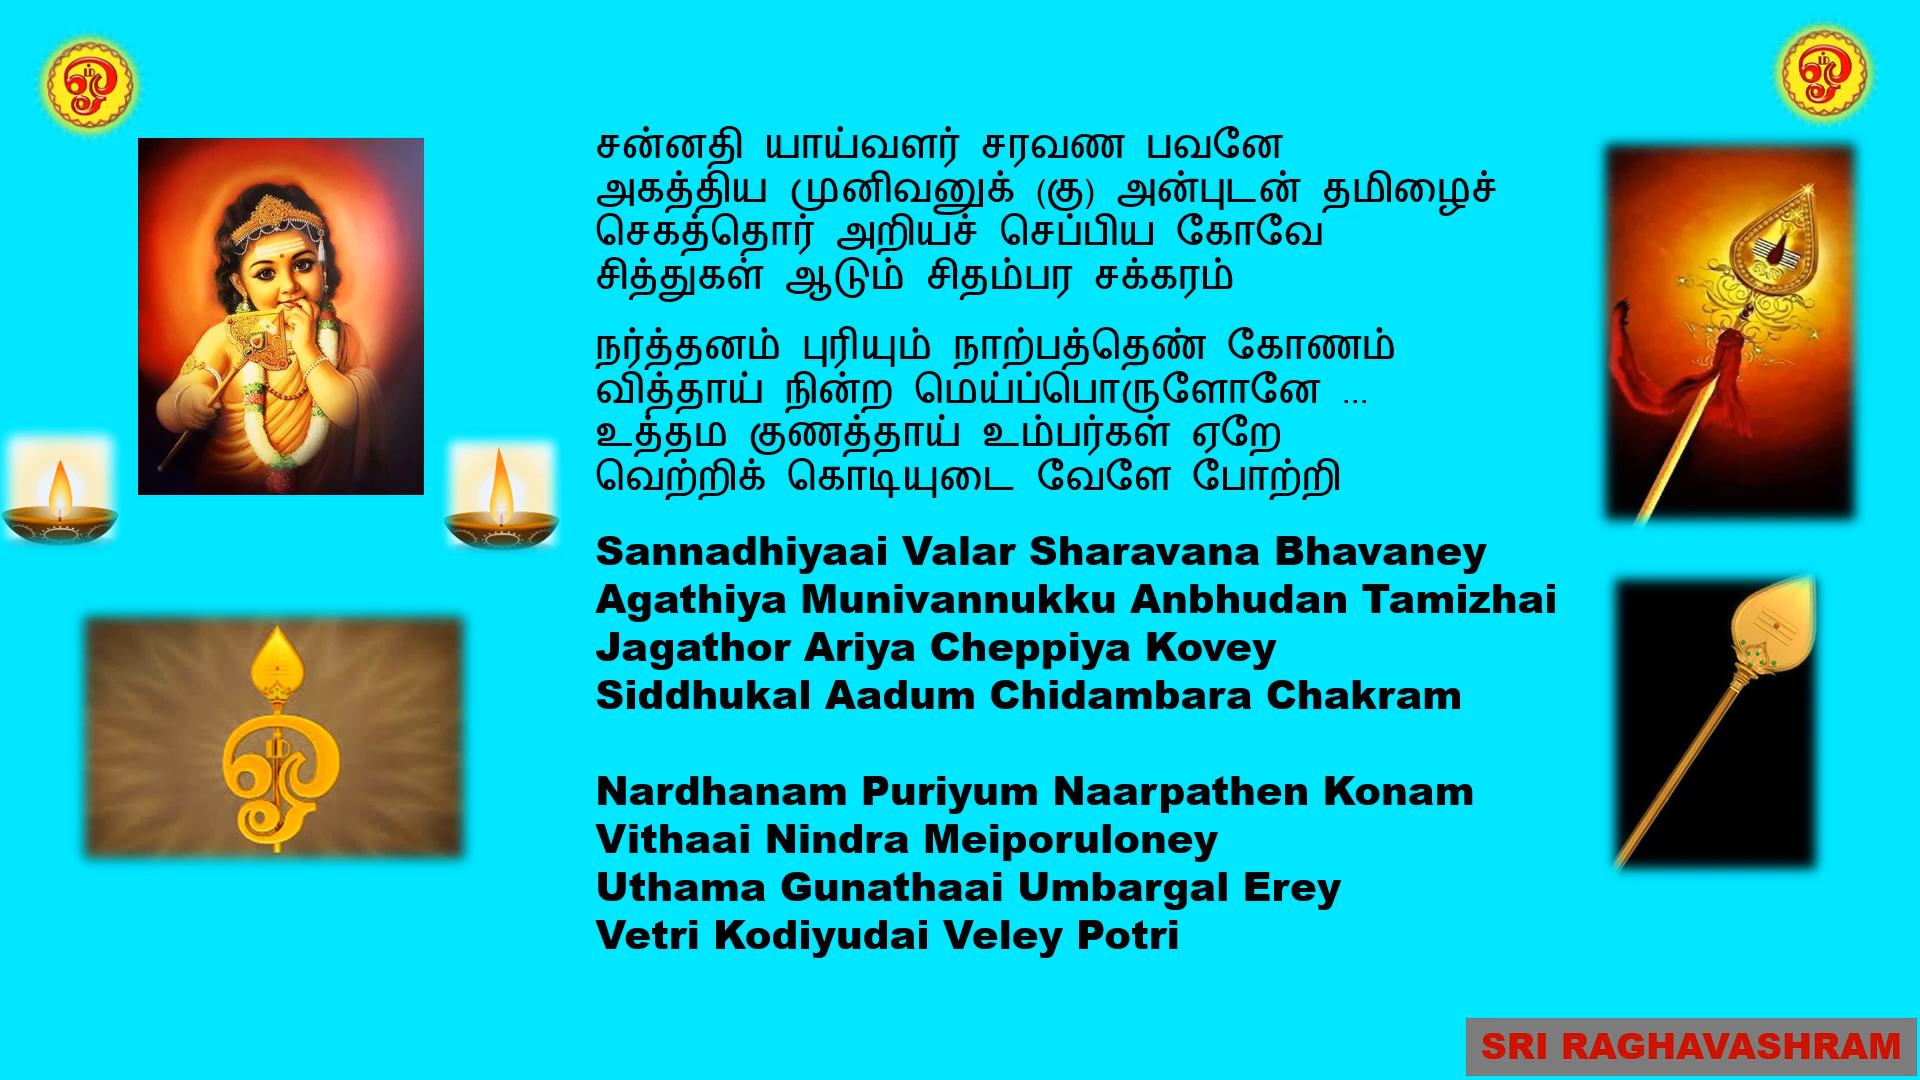 சன்னதி யாய்வளர் சரவண பவனே
அகத்திய முனிவனுக் (கு) அன்புடன் தமிழைச்
செகத்தொர் அறியச் செப்பிய கோவே
சித்துகள் ஆடும் சிதம்பர சக்கரம்
நர்த்தனம் புரியும் நாற்பத்தெண் கோணம்
வித்தாய் நின்ற மெய்ப்பொருளோனே ...
உத்தம குணத்தாய் உம்பர்கள் ஏறே
வெற்றிக் கொடியுடை வேளே போற்றி
Sannadhiyaai Valar Sharavana Bhavaney
Agathiya Munivannukku Anbhudan Tamizhai
Jagathor Ariya Cheppiya Kovey
Siddhukal Aadum Chidambara Chakram
Nardhanam Puriyum Naarpathen Konam
Vithaai Nindra Meiporuloney
Uthama Gunathaai Umbargal Erey
Vetri Kodiyudai Veley Potri
SRI RAGHAVASHRAM
ஓம்
ஓம்
ஓம்